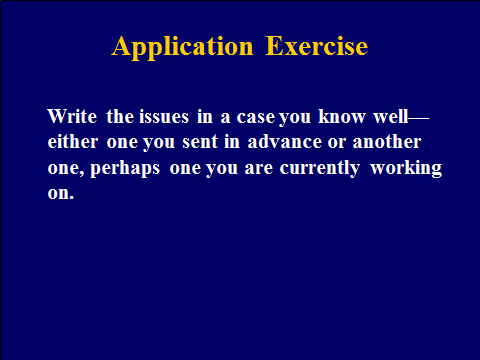 Application Exercise
Write the issues in a case you know well—
either one you sent in advance or another
one, perhaps one you are currently working
on.